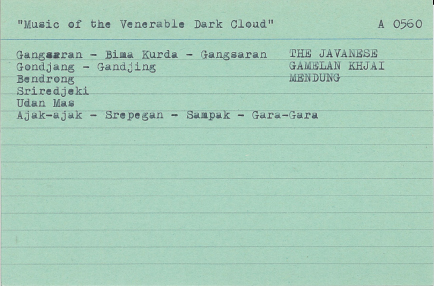 "Music of the Venerable Dark Cloud" A 0560
Gangsaran - Bima Kurda - Gangsaran THE JAVANESE
Gondjang - Gandjing GAMELAN KHJAI
Bendrong MENDUNG
Sriredjeki
Udan Mas
Ajak-ajak - Srepegan - Sampak - Gara-Gara